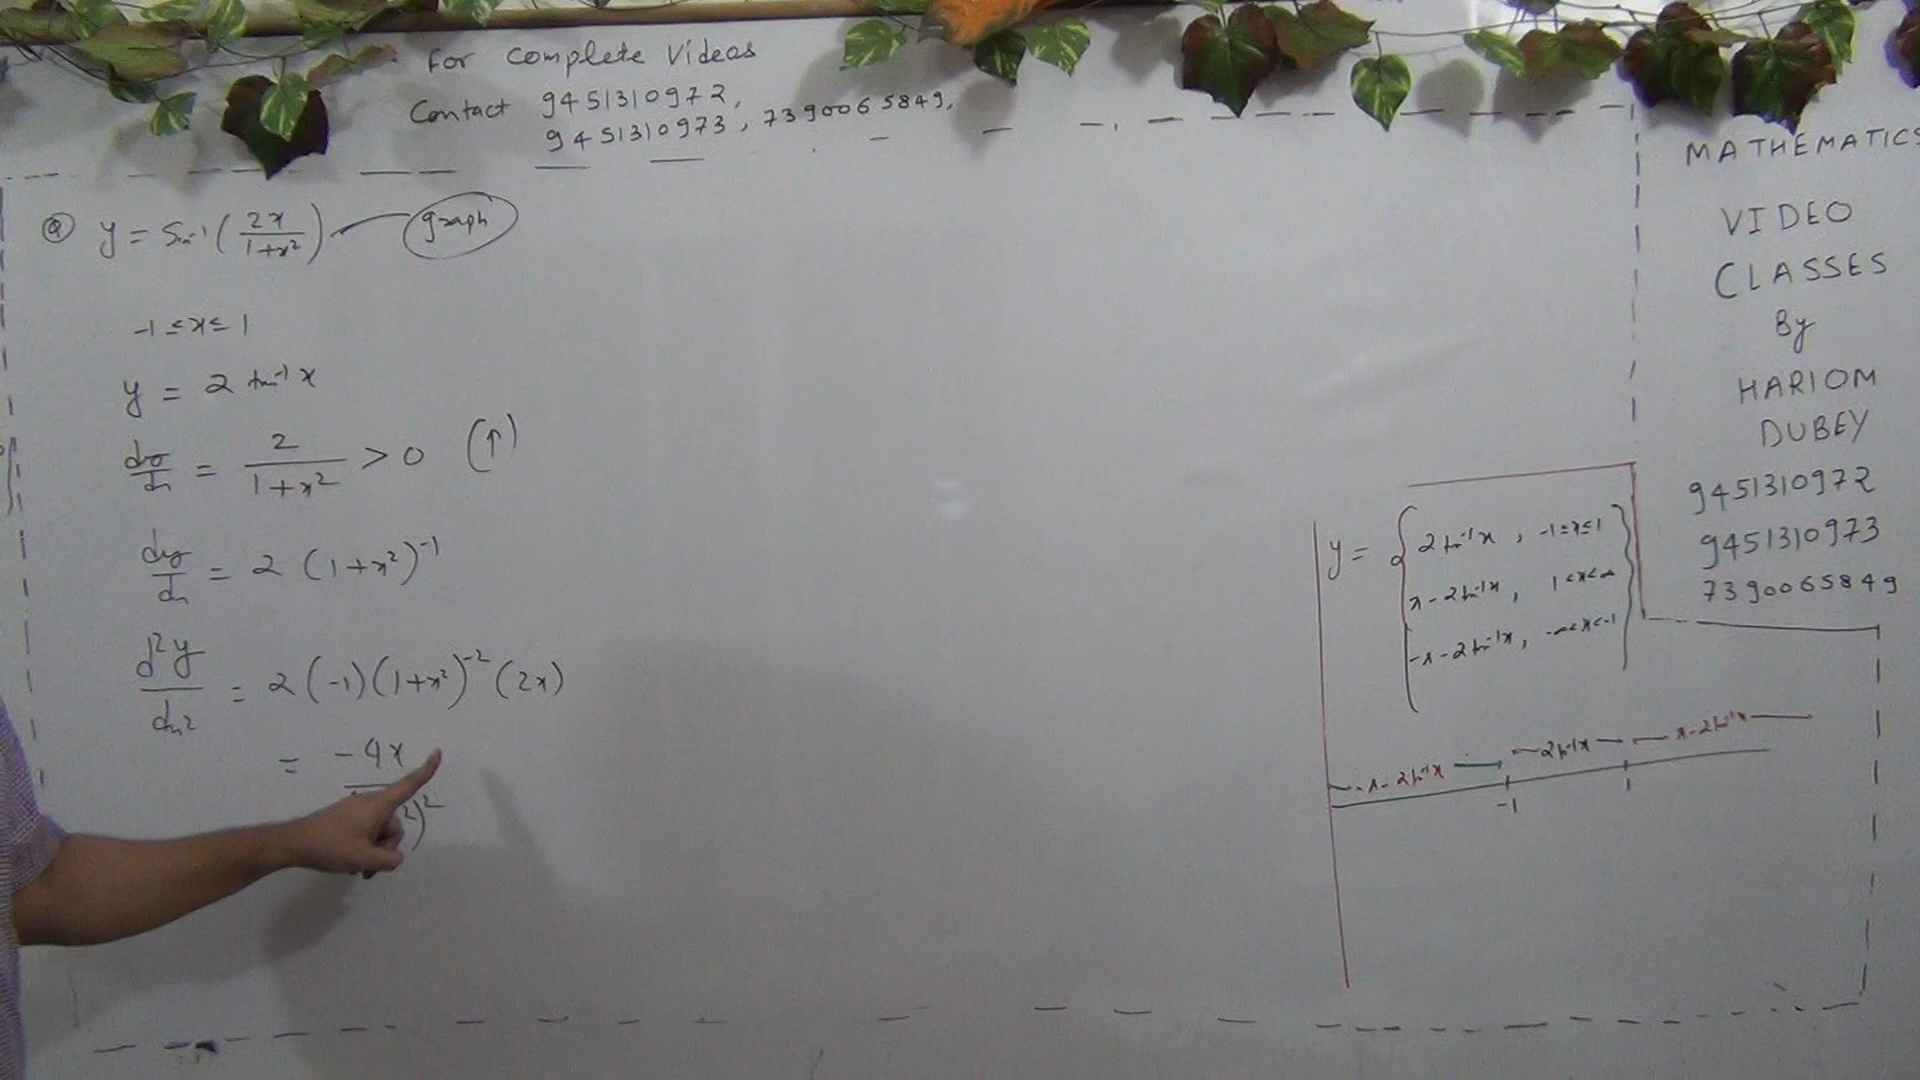 For Complete Videos
Contact 9451310972,
9451310973, 7390065849,
Q y = Sin⁻¹ (2x/1+x²) graph
-1 ≤ x ≤ 1
y = 2 tan⁻¹ x
dy/dx = 2/1+x² > 0 (↑)
dy/dx = 2 (1+x²)⁻¹
d²y/dx² = 2 (-1) (1+x²)⁻² (2x)
= -4x
²)²
y = { 2tan⁻¹x , -1≤x≤1
π-2tan⁻¹x , 1<x<∞
-π-2tan⁻¹x , -∞<x<-1 }
-π-2tan⁻¹x 2tan⁻¹x π-2tan⁻¹x
-1 1
MATHEMATICS
VIDEO
CLASSES
By
HARIOM
DUBEY
9451310972
9451310973
7390065849